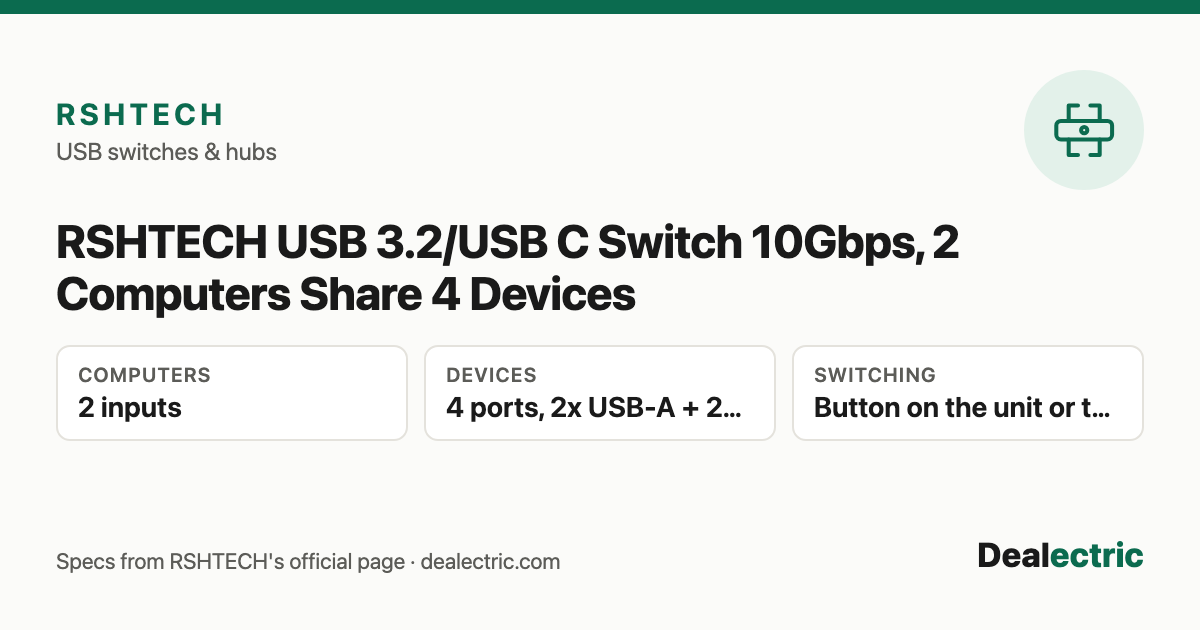 RSHTECH
USB switches & hubs
RSHTECH USB 3.2/USB C Switch 10Gbps, 2
Computers Share 4 Devices
COMPUTERS
2 inputs
DEVICES
4 ports, 2x USB-A + 2...
SWITCHING
Button on the unit or t...
Specs from RSHTECH's official page · dealectric.com
Dealectric